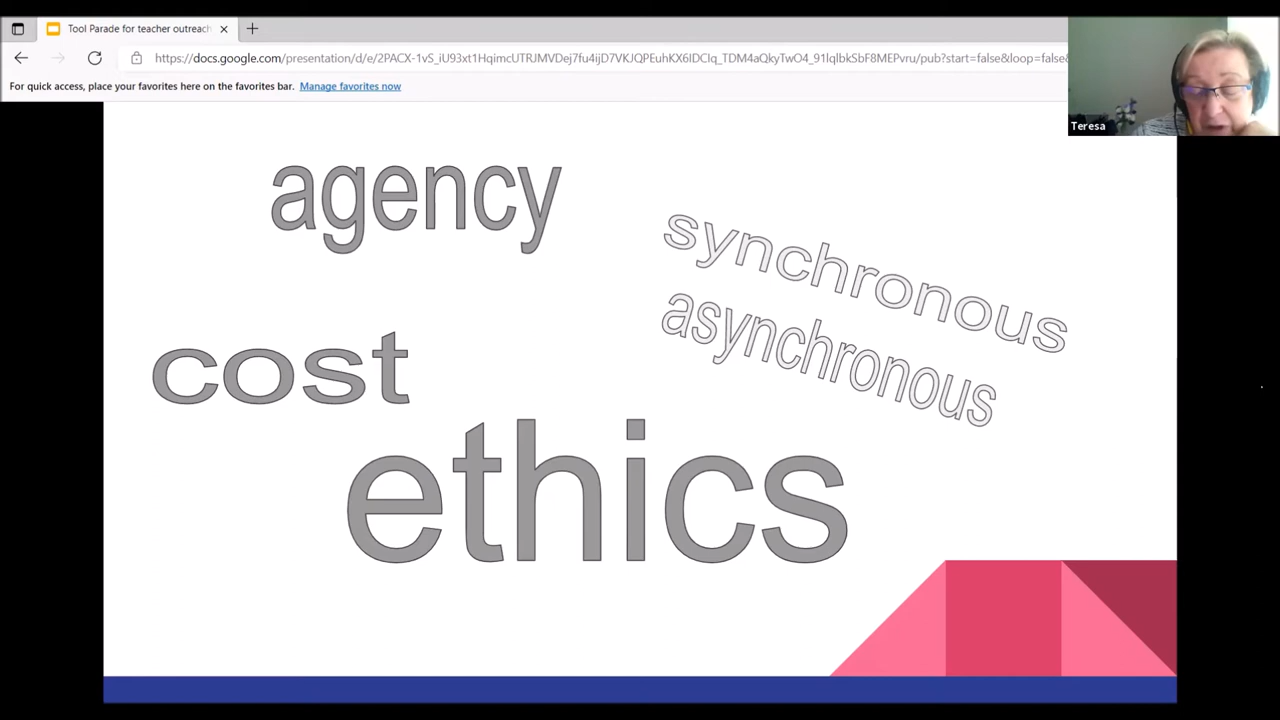 Tool Parade for teacher outreach
https://docs.google.com/presentation/d/e/2PACX-1vS_iU93xt1HqimcUTRJMVDej7fu4ijD7VKJQPEuhKX6IDCIq_TDM4aQkyTwO4_91IqlbkSbF8MEPvru/pub?start=false&loop=false&
For quick access, place your favorites here on the favorites bar. Manage favorites now
Teresa
agency
synchronous
asynchronous
cost
ethics